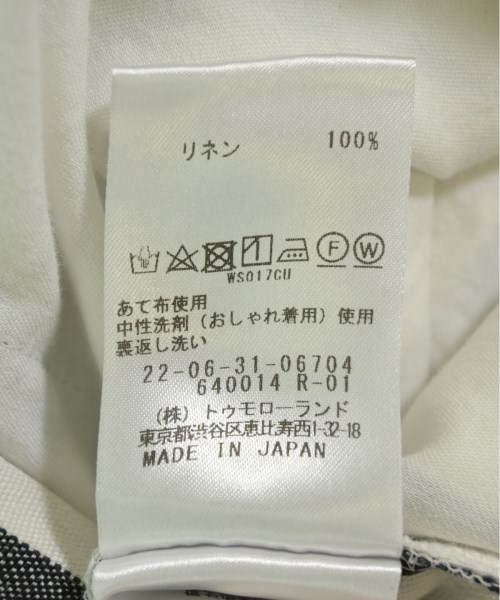 リネン 100%
WS017CU
あて布使用
中性洗剤（おしゃれ着用）使用
裏返し洗い
22-06-31-06704
640014 R-01
（株）トゥモローランド
東京都渋谷区恵比寿西1-32-18
MADE IN JAPAN